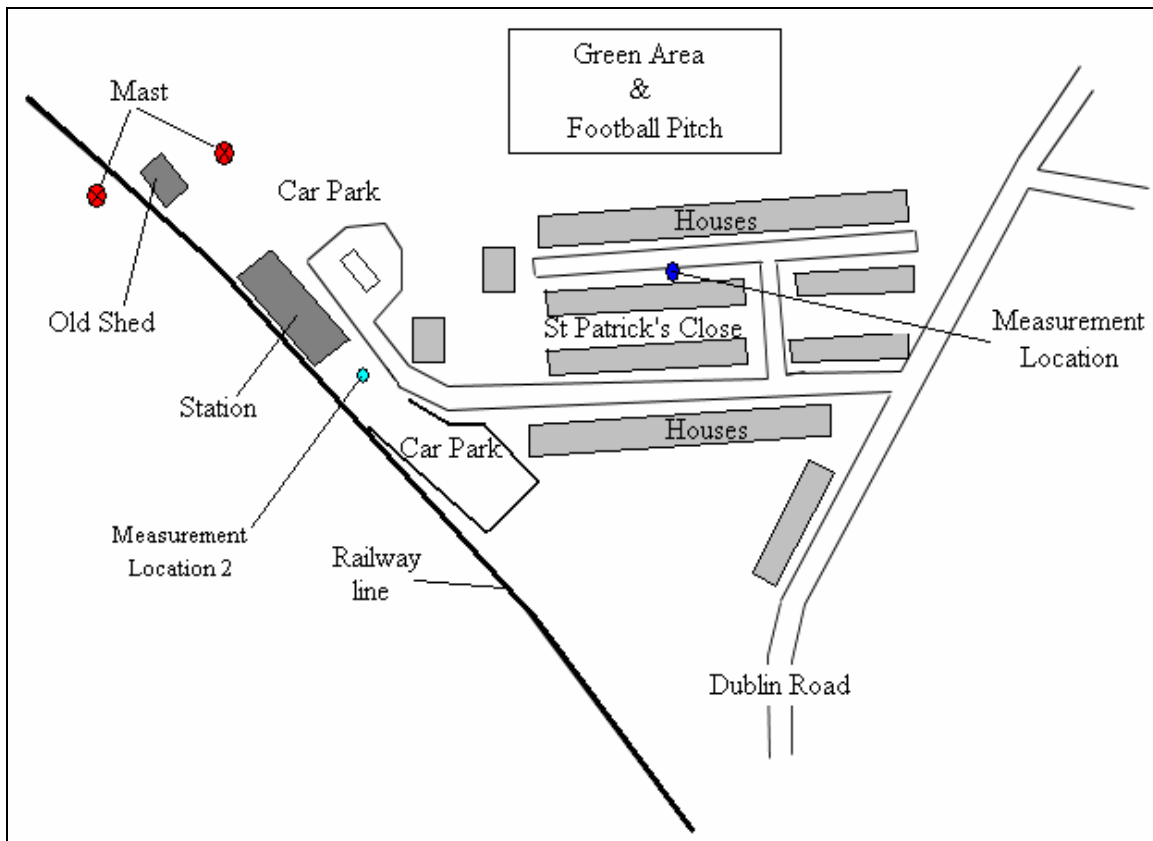 Green Area
&
Football Pitch
Mast
Car Park
Houses
Old Shed
St Patrick's Close
Measurement
Location
Station
Houses
Car Park
Measurement
Location 2
Railway
line
Dublin Road